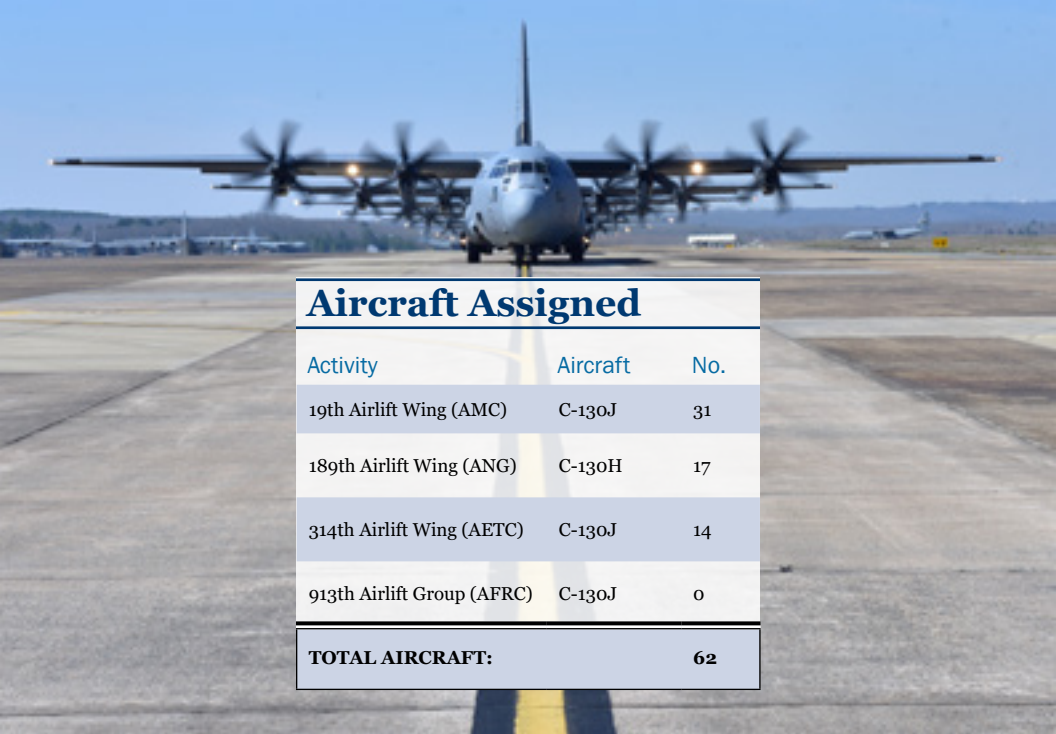 Aircraft Assigned
Activity Aircraft No.
19th Airlift Wing (AMC) C-130J 31
189th Airlift Wing (ANG) C-130H 17
314th Airlift Wing (AETC) C-130J 14
913th Airlift Group (AFRC) C-130J 0
TOTAL AIRCRAFT: 62